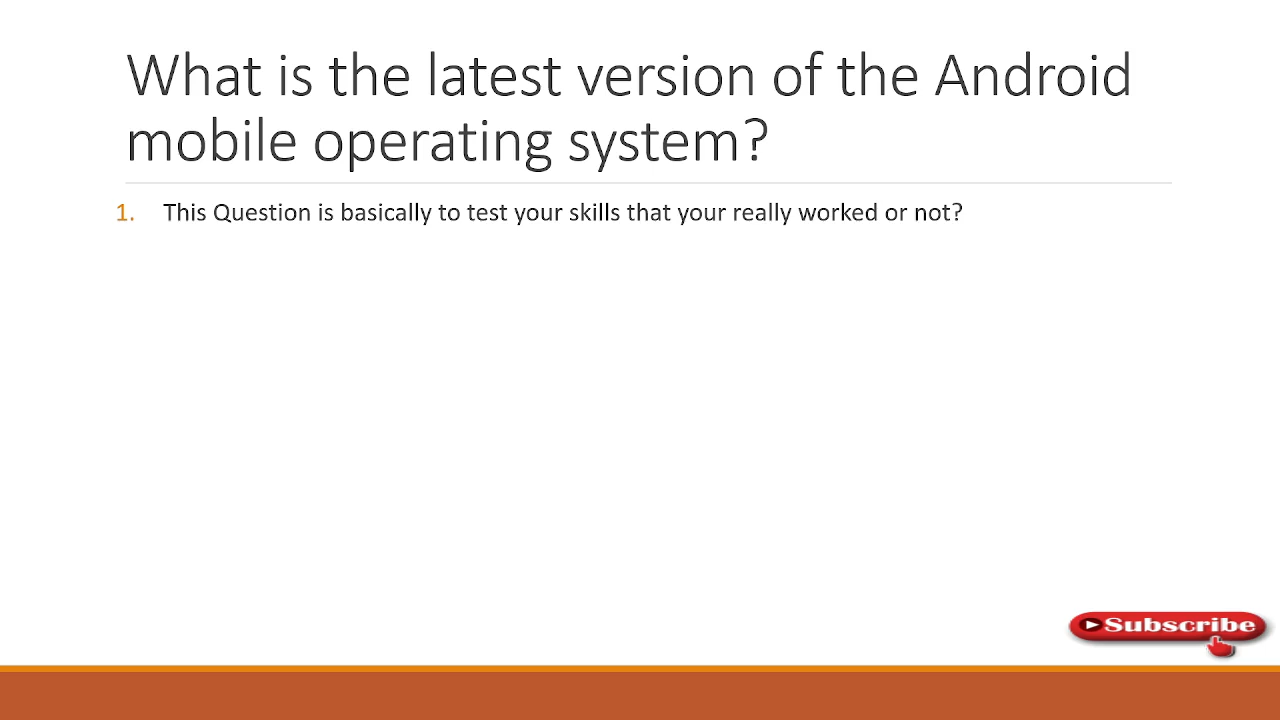 What is the latest version of the Android
mobile operating system?
1. This Question is basically to test your skills that your really worked or not?
Subscribe